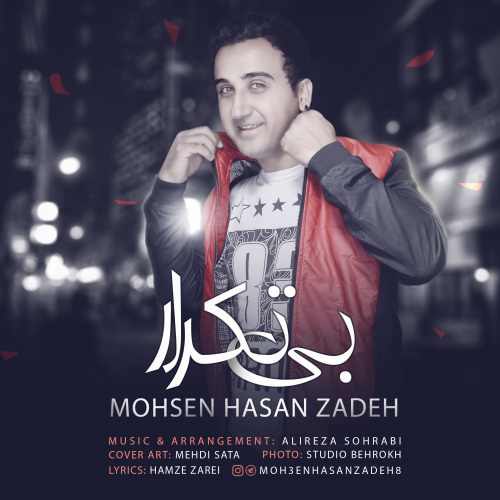 بی تکرار
MOHSEN HASAN ZADEH
MUSIC & ARRANGEMENT: ALIREZA SOHRABI
COVER ART: MEHDI SATA PHOTO: STUDIO BEHROKH
LYRICS: HAMZE ZAREI MOH3ENHASANZADEH8